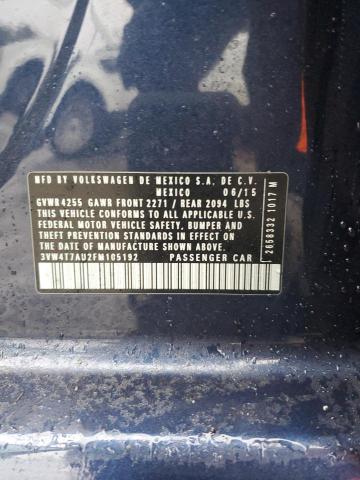 MFD.BY VOLKSWAGEN DE MEXICO S.A. DE C.V.
MEXICO 06/15
GVWR4255 GAWR FRONT 2271 / REAR 2094 LBS
THIS VEHICLE CONFORMS TO ALL APPLICABLE U.S.
FEDERAL MOTOR VEHICLE SAFETY, BUMPER AND
THEFT PREVENTION STANDARDS IN EFFECT ON
THE DATE OF MANUFACTURE SHOWN ABOVE.
3VW4T7AU2FM105192 PASSENGER CAR
2658332 1017 M